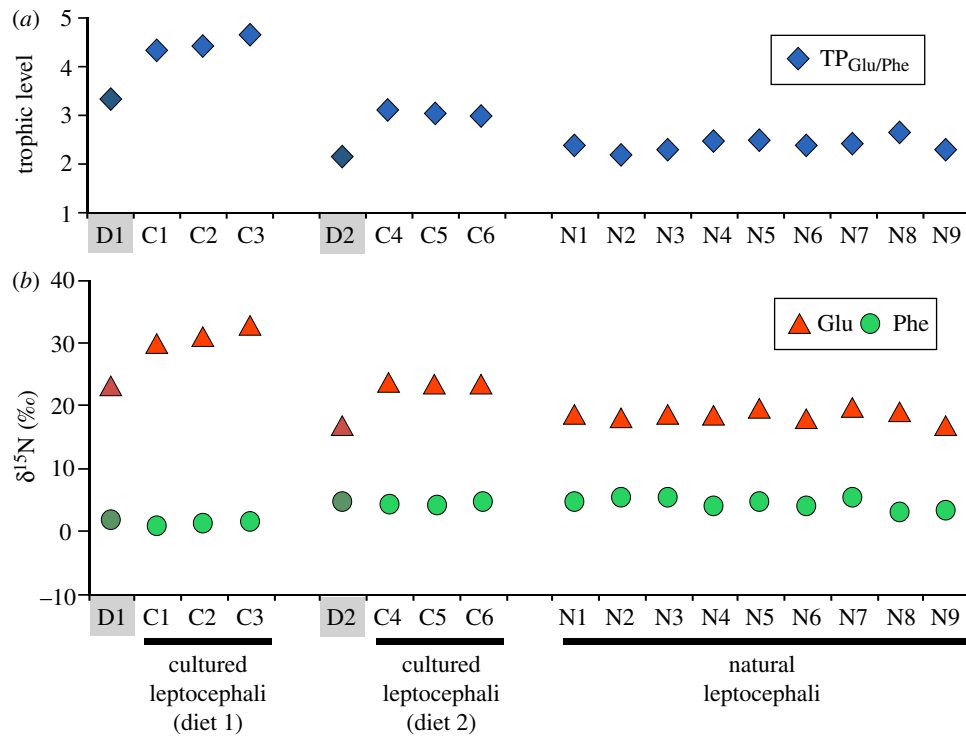 (a)
5
4
3
2
1
trophic level
TPGlu/Phe
D1 C1 C2 C3 D2 C4 C5 C6 N1 N2 N3 N4 N5 N6 N7 N8 N9
(b)
40
30
20
10
0
–10
δ15N (‰)
Glu Phe
D1 C1 C2 C3 D2 C4 C5 C6 N1 N2 N3 N4 N5 N6 N7 N8 N9
cultured
leptocephali
(diet 1)
cultured
leptocephali
(diet 2)
natural
leptocephali